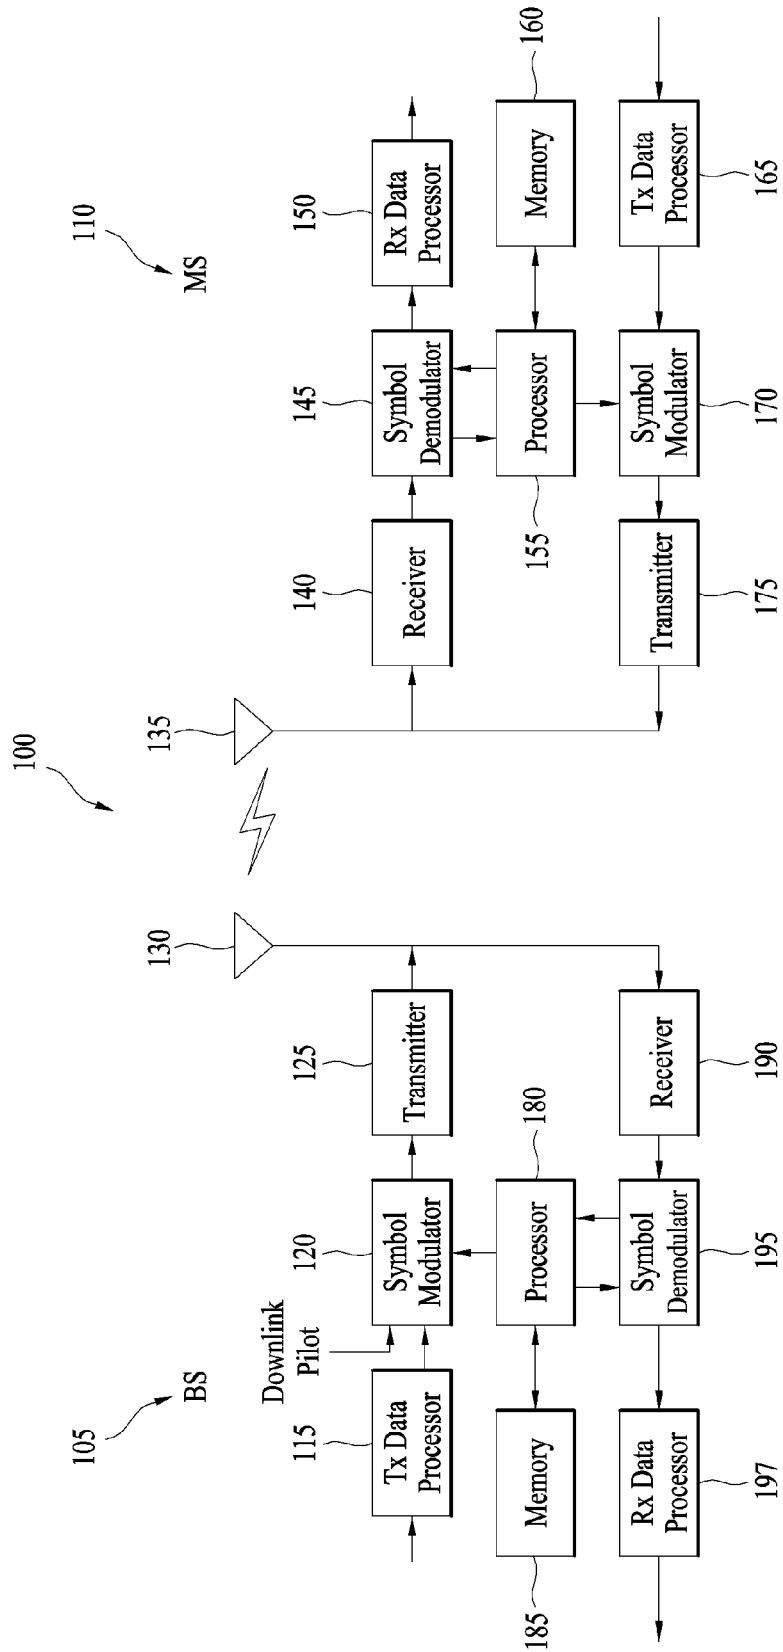 100
105
BS
110
MS
Downlink
Pilot
115
Tx Data
Processor
120
Symbol
Modulator
125
Transmitter
130
135
140
Receiver
145
Symbol
Demodulator
150
Rx Data
Processor
185
Memory
180
Processor
155
Processor
160
Memory
197
Rx Data
Processor
195
Symbol
Demodulator
190
Receiver
175
Transmitter
170
Symbol
Modulator
165
Tx Data
Processor